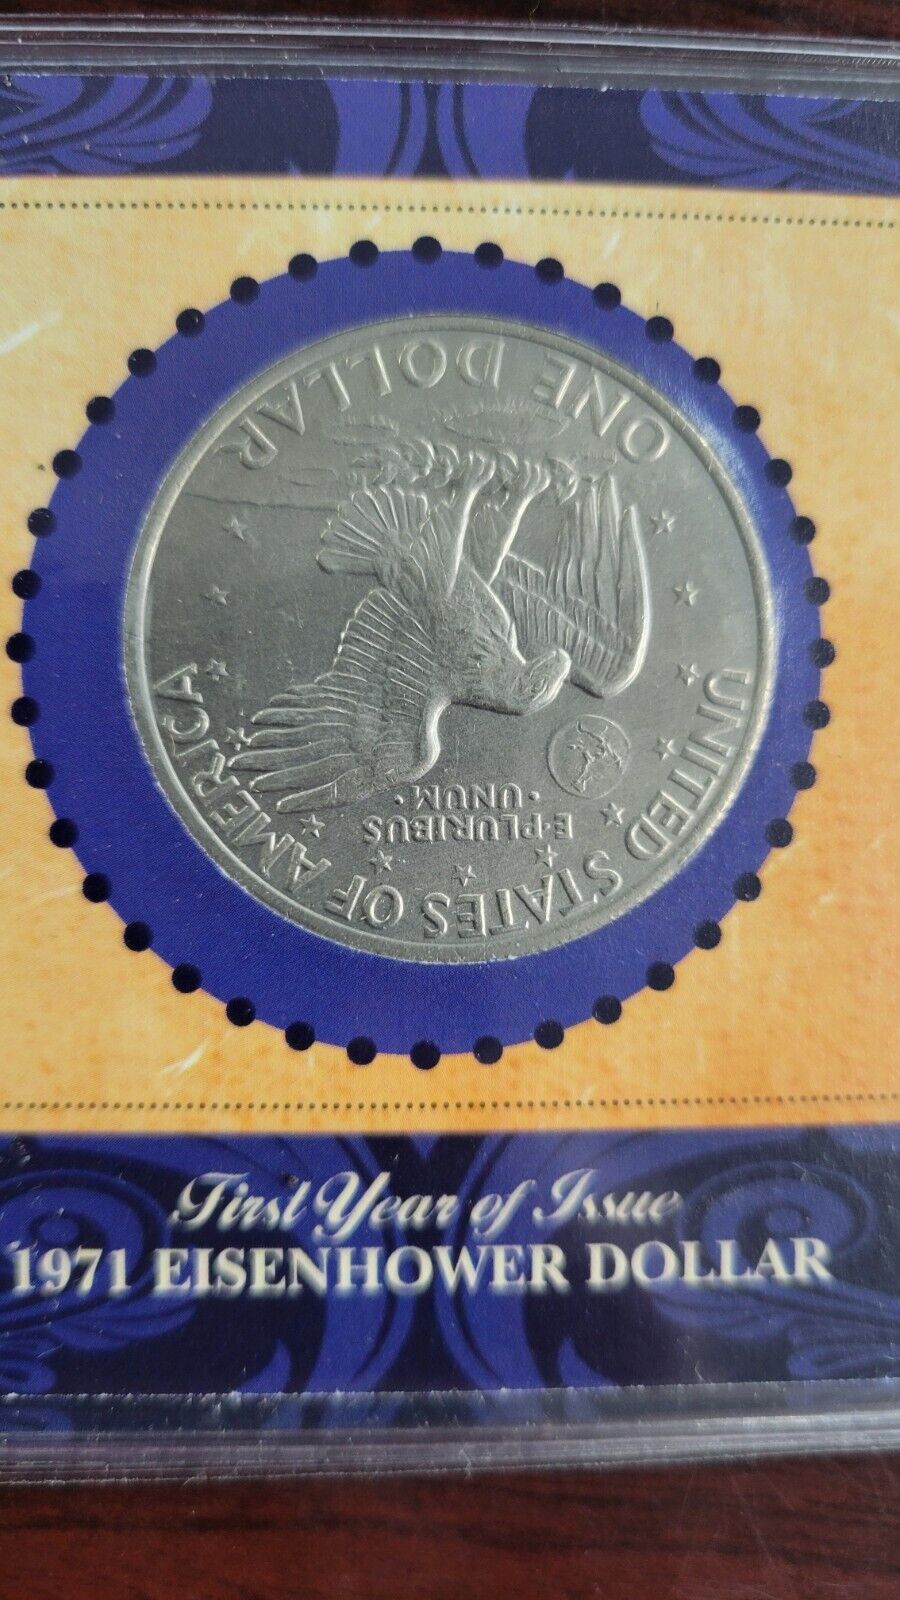 UNITED STATES OF AMERICA
E·PLURIBUS
·UNUM·
ONE DOLLAR
First Year of Issue
1971 EISENHOWER DOLLAR